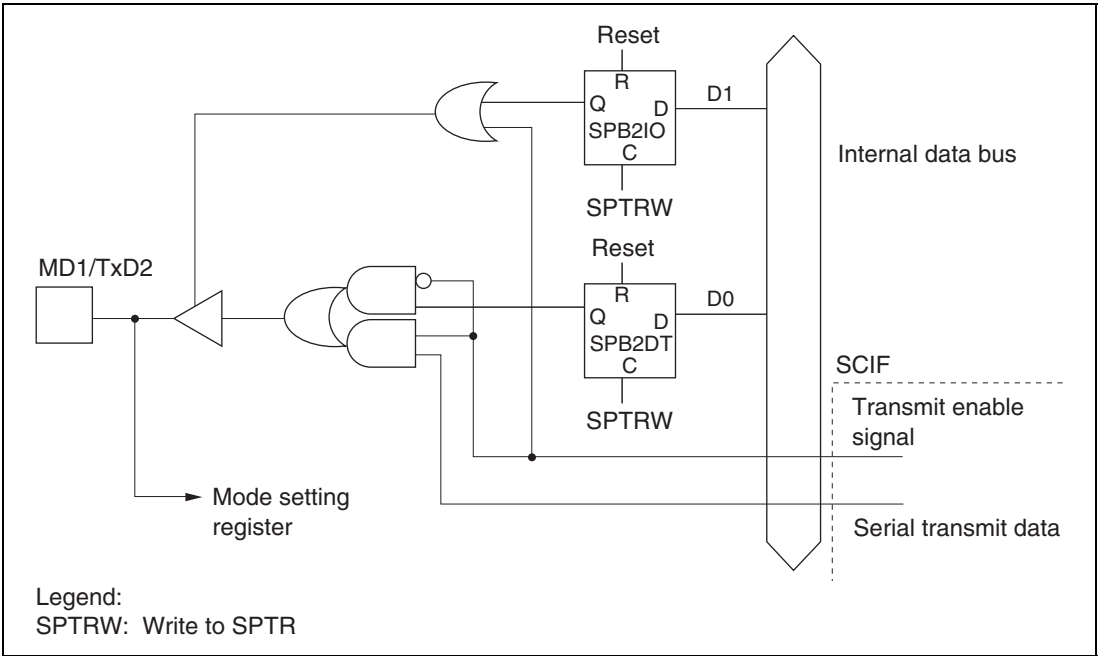 Reset
R
Q
D
D1
SPB2IO
C
Internal data bus
SPTRW
Reset
MD1/TxD2
R
D0
Q
D
SPB2DT
C
SCIF
SPTRW
Transmit enable
signal
Mode setting
register
Serial transmit data
Legend:
SPTRW: Write to SPTR